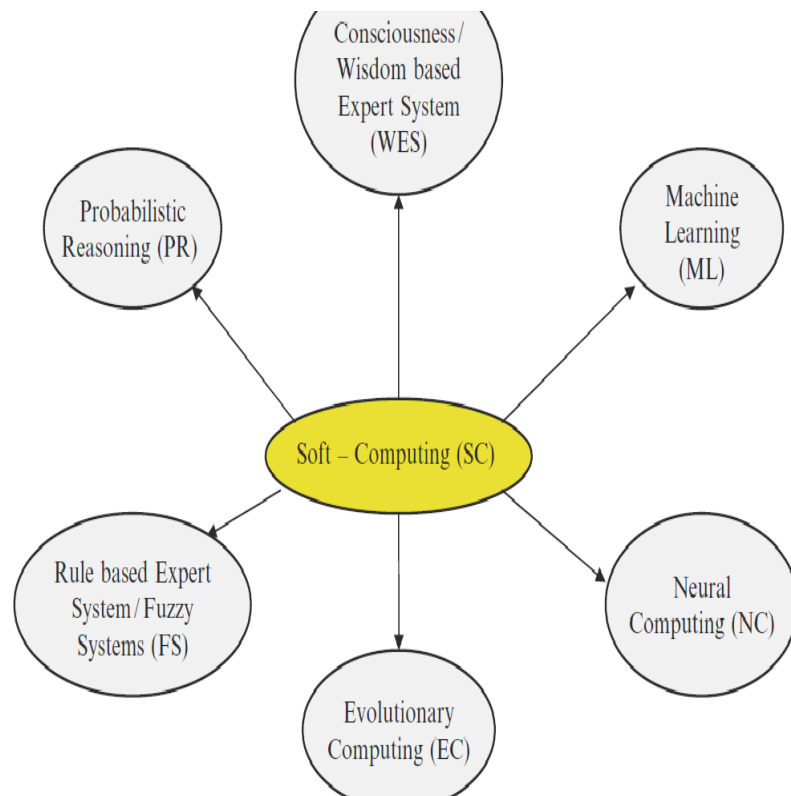 Consciousness/
Wisdom based
Expert System
(WES)
Probabilistic
Reasoning (PR)
Machine
Learning
(ML)
Soft – Computing (SC)
Rule based Expert
System/Fuzzy
Systems (FS)
Neural
Computing (NC)
Evolutionary
Computing (EC)